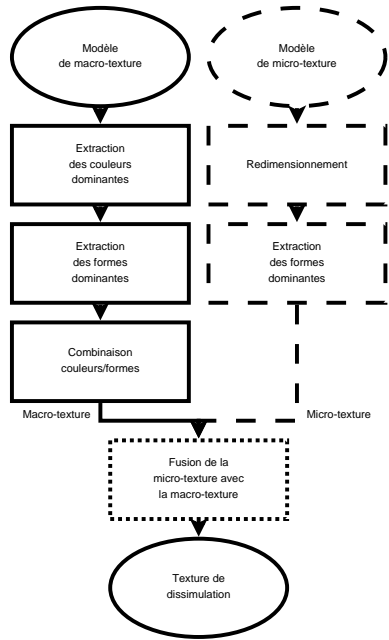 Modèle
de macro-texture
Modèle
de micro-texture
Extraction
des couleurs
dominantes
Redimensionnement
Extraction
des formes
dominantes
Extraction
des formes
dominantes
Combinaison
couleurs/formes
Macro-texture
Micro-texture
Fusion de la
micro-texture avec
la macro-texture
Texture de
dissimulation